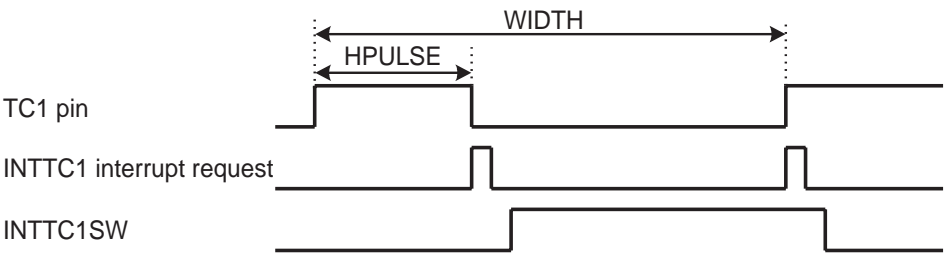 WIDTH
HPULSE
TC1 pin
INTTC1 interrupt request
INTTC1SW